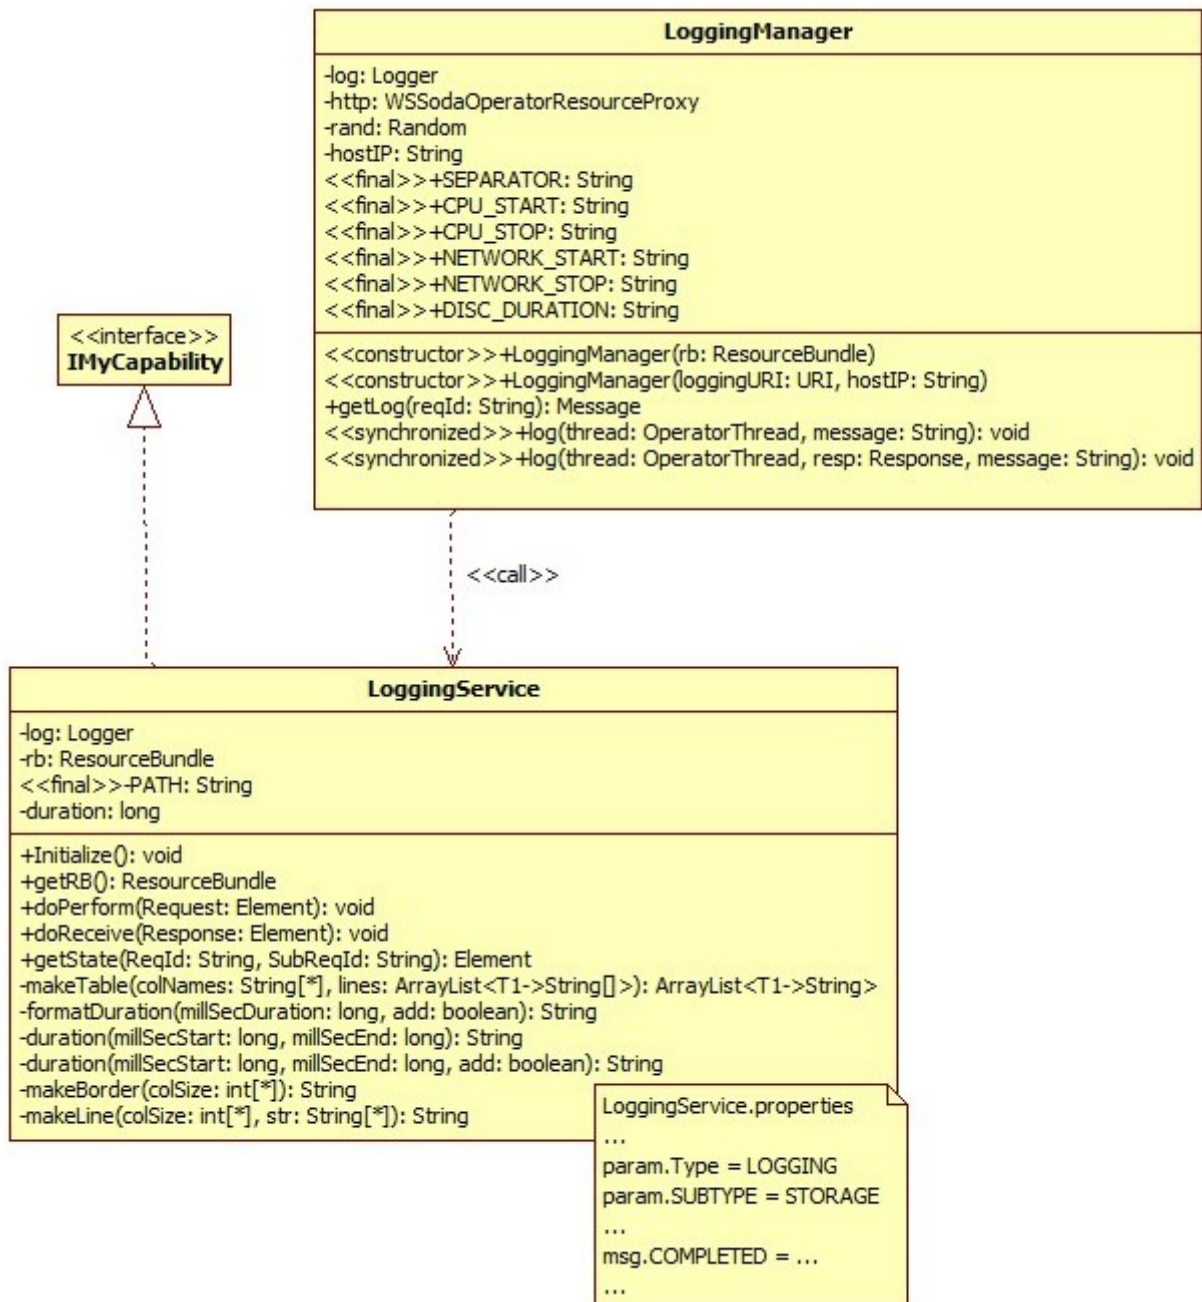 LoggingManager
-log: Logger
-http: WSSodaOperatorResourceProxy
-rand: Random
-hostIP: String
<<final>>+SEPARATOR: String
<<final>>+CPU_START: String
<<final>>+CPU_STOP: String
<<final>>+NETWORK_START: String
<<final>>+NETWORK_STOP: String
<<final>>+DISC_DURATION: String
<<constructor>>+LoggingManager(rb: ResourceBundle)
<<constructor>>+LoggingManager(loggingURI: URI, hostIP: String)
+getLog(reqId: String): Message
<<synchronized>>+log(thread: OperatorThread, message: String): void
<<synchronized>>+log(thread: OperatorThread, resp: Response, message: String): void
<<interface>>
IMyCapability
<<call>>
LoggingService
-log: Logger
-rb: ResourceBundle
<<final>>-PATH: String
-duration: long
+Initialize(): void
+getRB(): ResourceBundle
+doPerform(Request: Element): void
+doReceive(Response: Element): void
+getState(ReqId: String, SubReqId: String): Element
-makeTable(colNames: String[*], lines: ArrayList<T1->String[]>): ArrayList<T1->String>
-formatDuration(millSecDuration: long, add: boolean): String
-duration(millSecStart: long, millSecEnd: long): String
-duration(millSecStart: long, millSecEnd: long, add: boolean): String
-makeBorder(colSize: int[*]): String
-makeLine(colSize: int[*], str: String[*]): String
LoggingService.properties
...
param.Type = LOGGING
param.SUBTYPE = STORAGE
...
msg.COMPLETED = ...
...